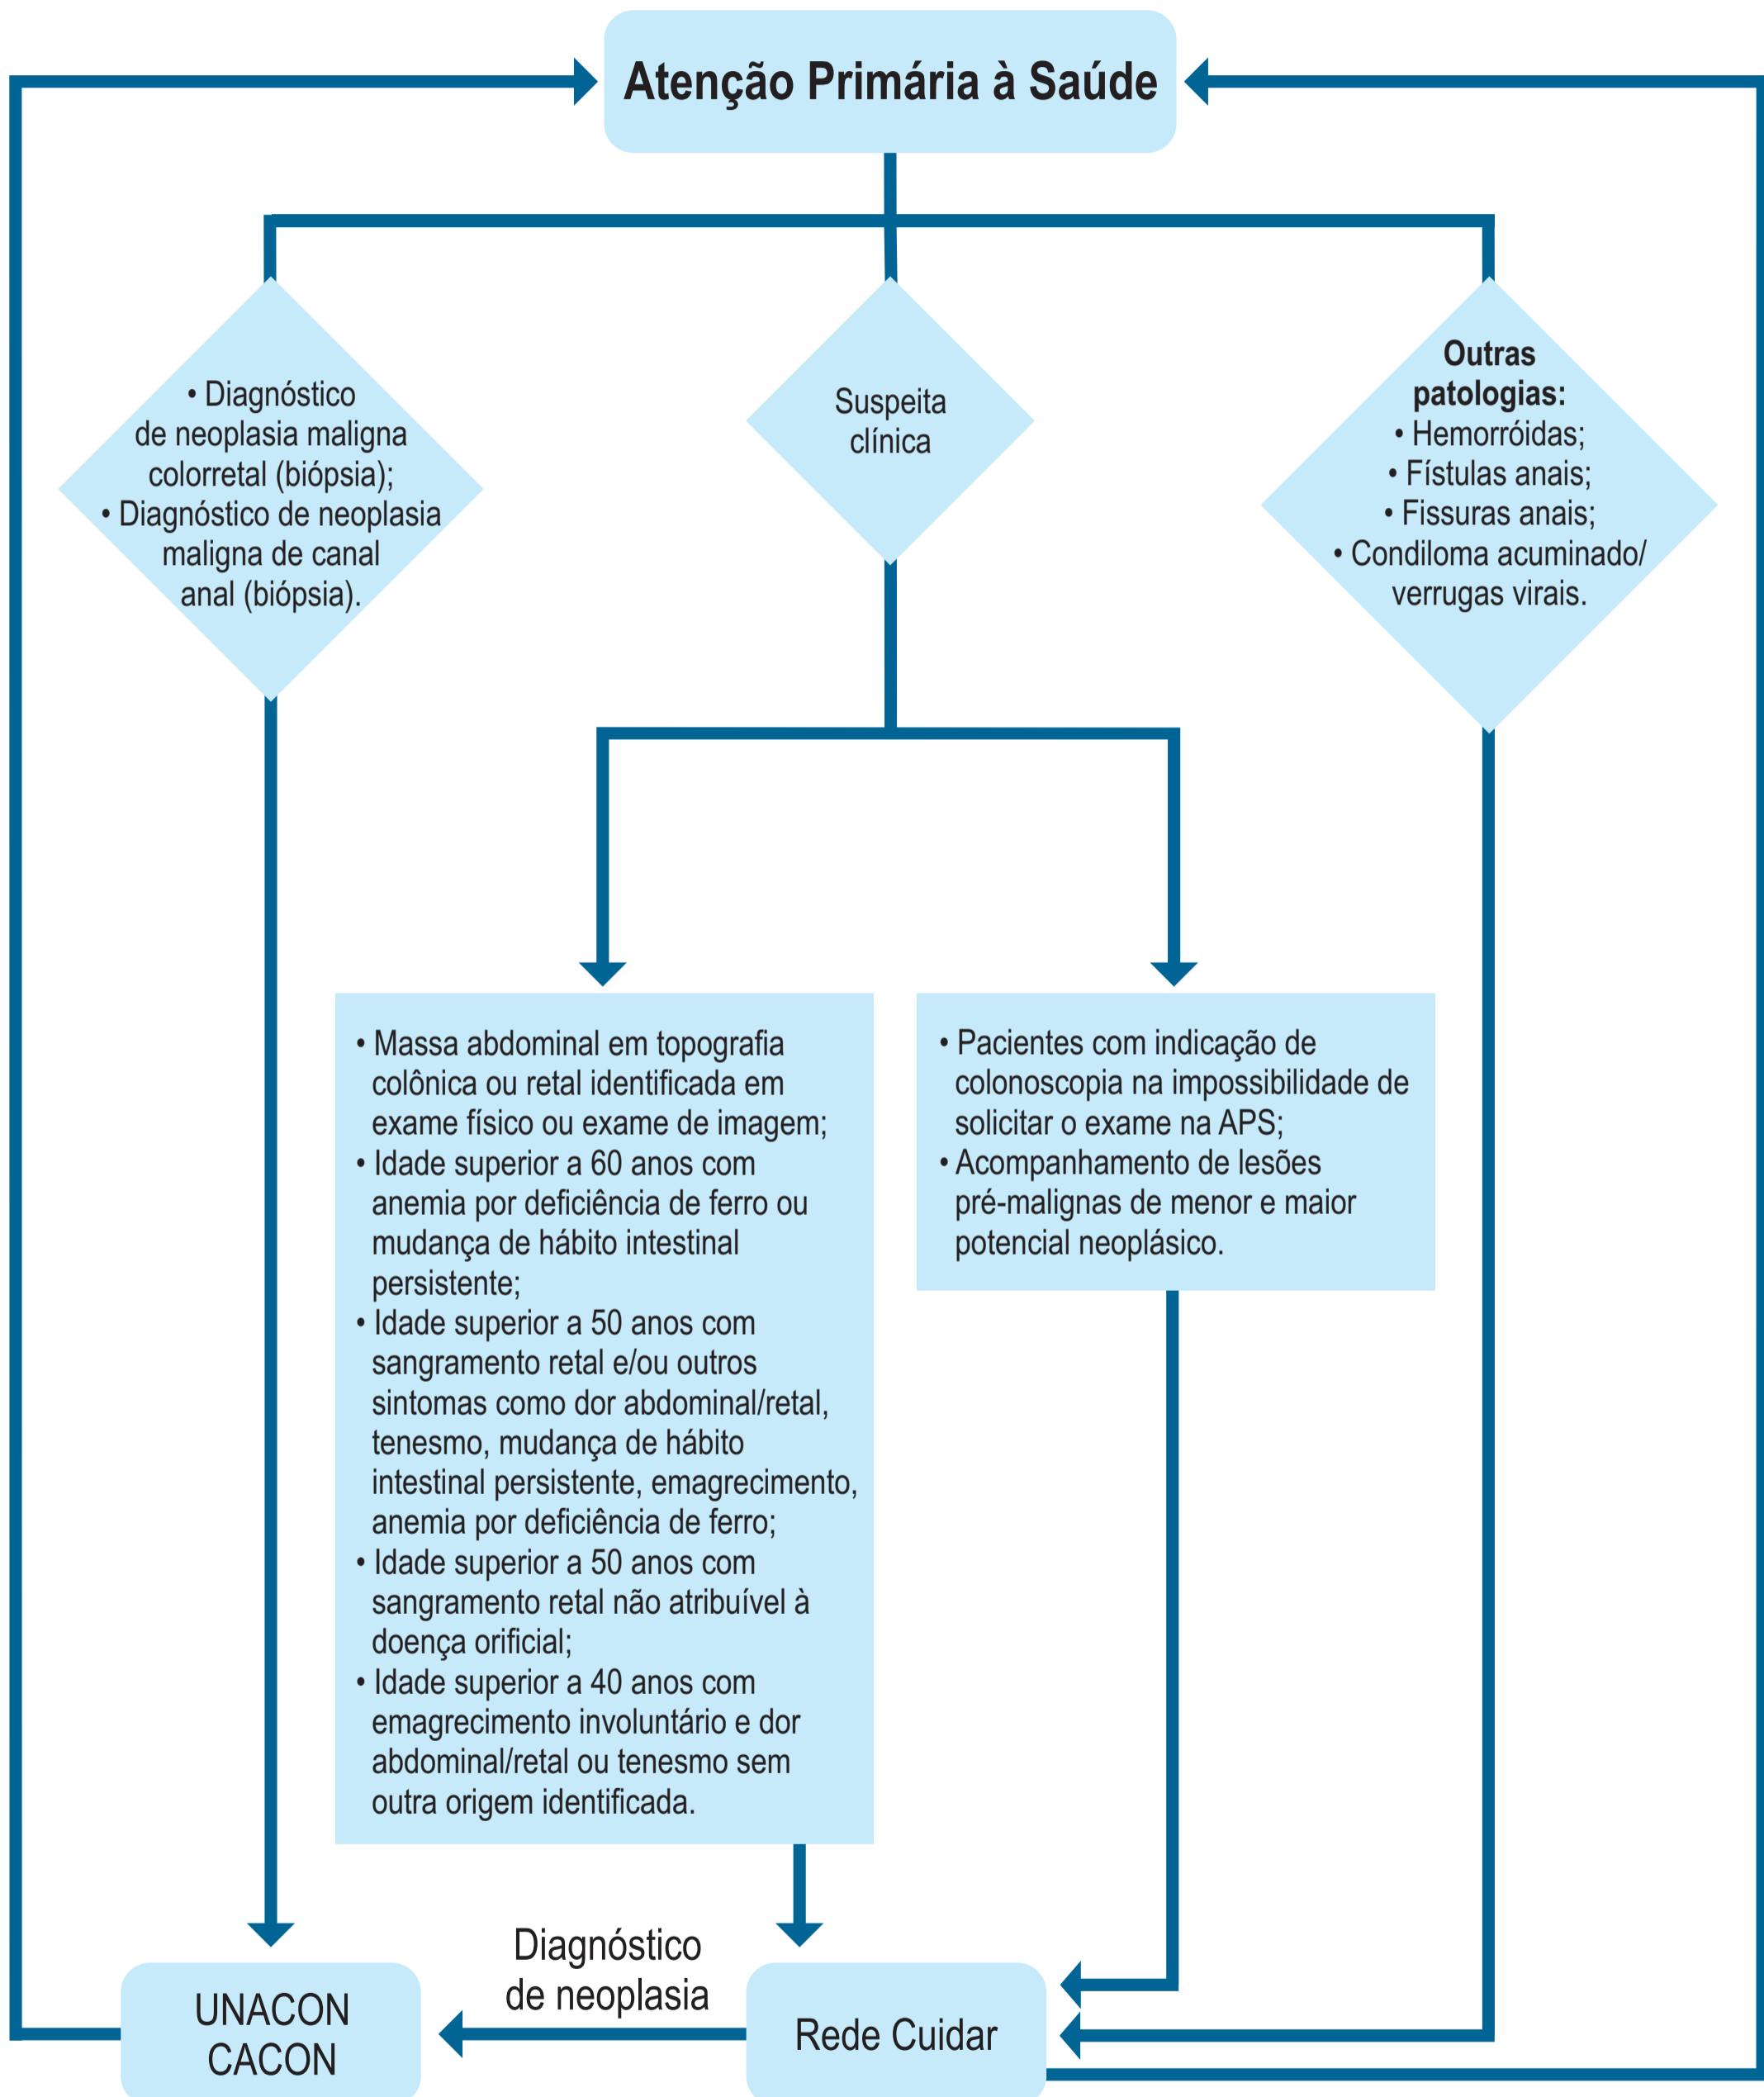 Atenção Primária à Saúde
• Diagnóstico
de neoplasia maligna
colorretal (biópsia);
• Diagnóstico de neoplasia
maligna de canal
anal (biópsia).
Suspeita
clínica
Outras
patologias:
• Hemorróidas;
• Fístulas anais;
• Fissuras anais;
• Condiloma acuminado/
verrugas virais.
• Massa abdominal em topografia
colônica ou retal identificada em
exame físico ou exame de imagem;
• Idade superior a 60 anos com
anemia por deficiência de ferro ou
mudança de hábito intestinal
persistente;
• Idade superior a 50 anos com
sangramento retal e/ou outros
sintomas como dor abdominal/retal,
tenesmo, mudança de hábito
intestinal persistente, emagrecimento,
anemia por deficiência de ferro;
• Idade superior a 50 anos com
sangramento retal não atribuível à
doença orificial;
• Idade superior a 40 anos com
emagrecimento involuntário e dor
abdominal/retal ou tenesmo sem
outra origem identificada.
• Pacientes com indicação de
colonoscopia na impossibilidade de
solicitar o exame na APS;
• Acompanhamento de lesões
pré-malignas de menor e maior
potencial neoplásico.
UNACON
CACON
Diagnóstico
de neoplasia
Rede Cuidar